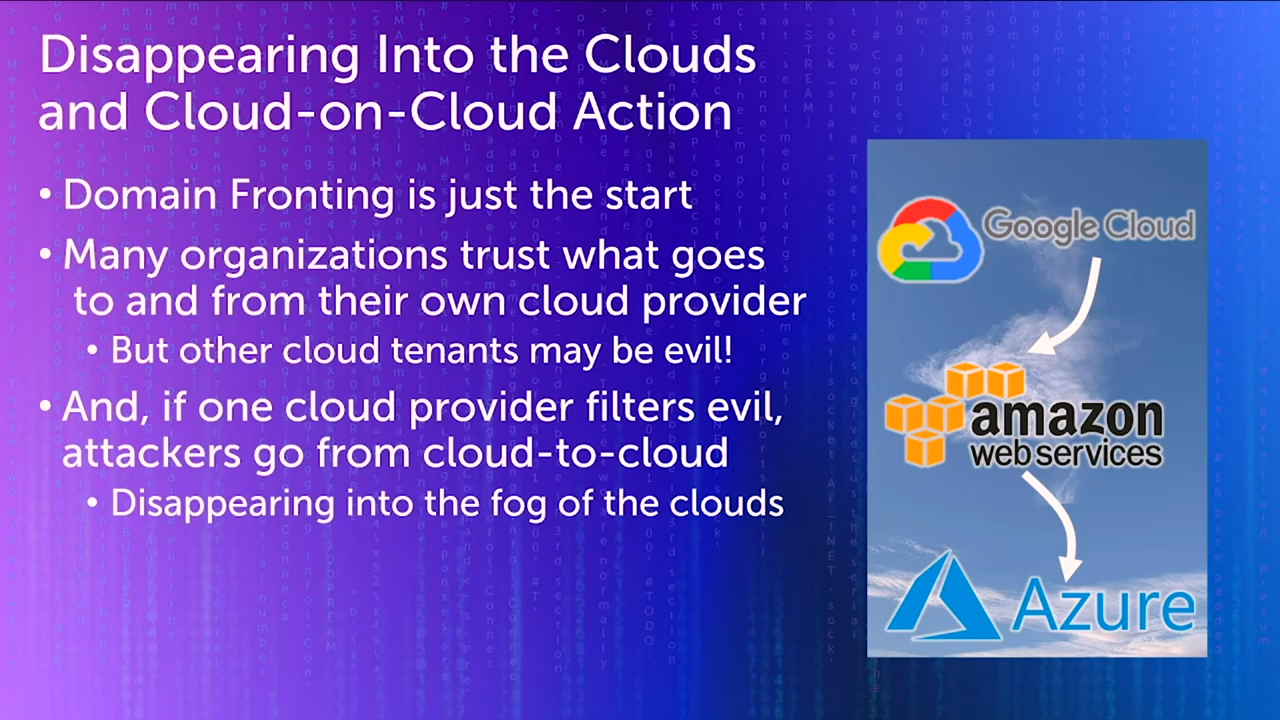 Disappearing Into the Clouds
and Cloud-on-Cloud Action
• Domain Fronting is just the start
• Many organizations trust what goes
to and from their own cloud provider
• But other cloud tenants may be evil!
• And, if one cloud provider filters evil,
attackers go from cloud-to-cloud
• Disappearing into the fog of the clouds
Google Cloud
amazon
web services
Azure